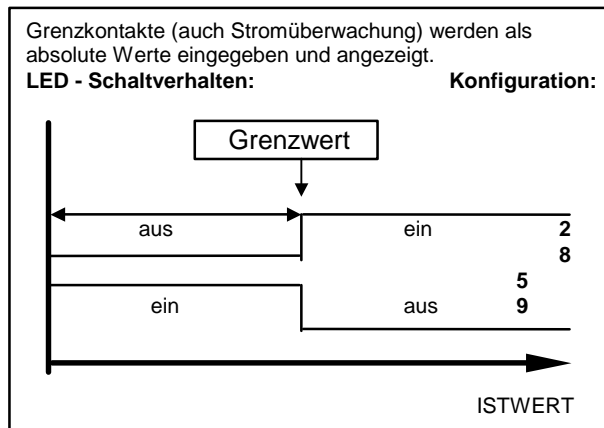 Grenzkontakte (auch Stromüberwachung) werden als
absolute Werte eingegeben und angezeigt.
LED - Schaltverhalten: Konfiguration:
Grenzwert
aus ein 2
8
5
ein aus 9
ISTWERT